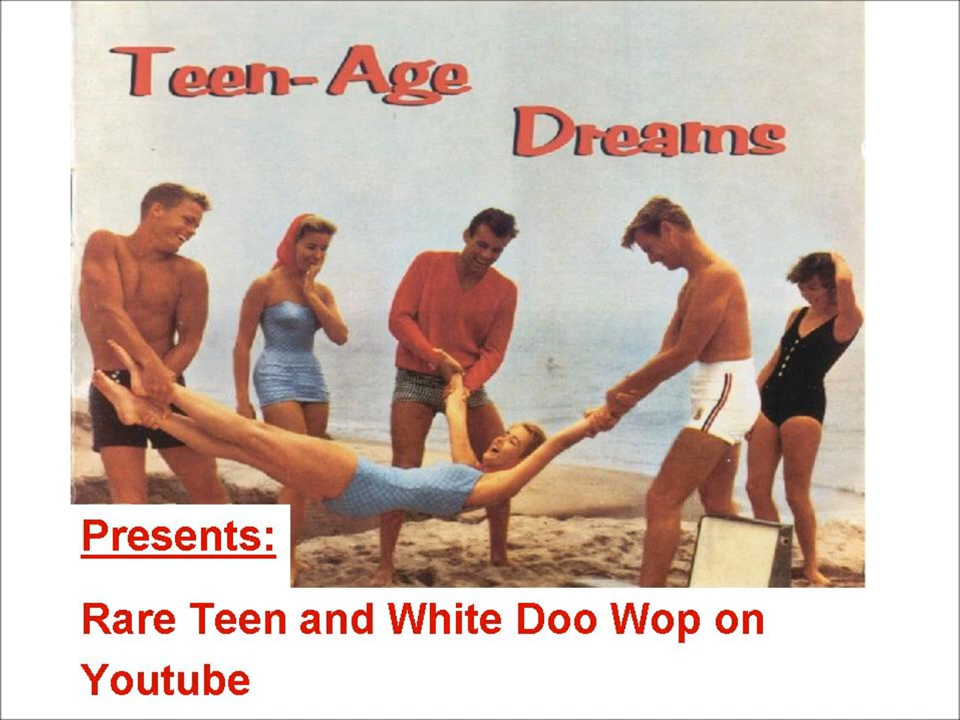 Teen-Age
Dreams
Presents:
Rare Teen and White Doo Wop on
Youtube